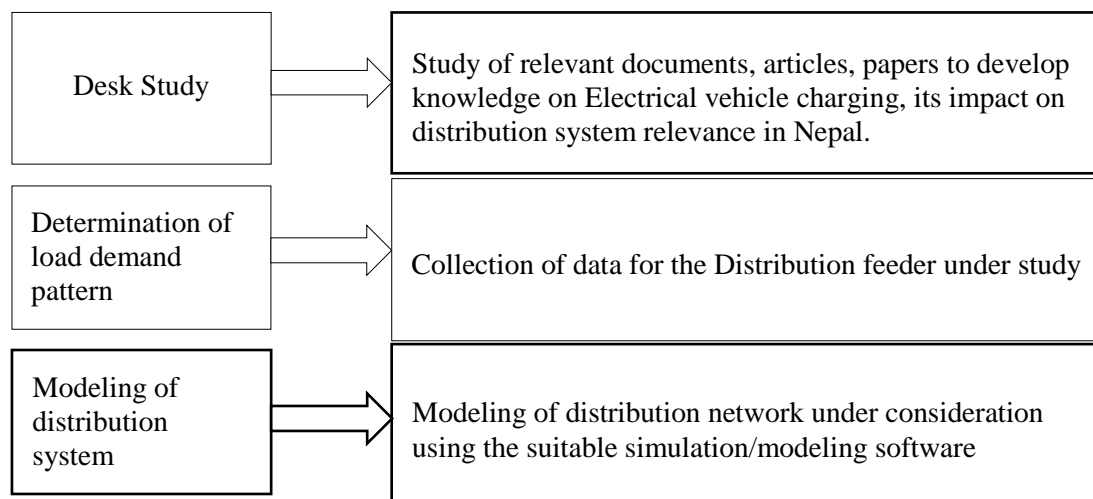 Desk Study
Study of relevant documents, articles, papers to develop
knowledge on Electrical vehicle charging, its impact on
distribution system relevance in Nepal.
Determination of
load demand
pattern
Collection of data for the Distribution feeder under study
Modeling of
distribution
system
Modeling of distribution network under consideration
using the suitable simulation/modeling software